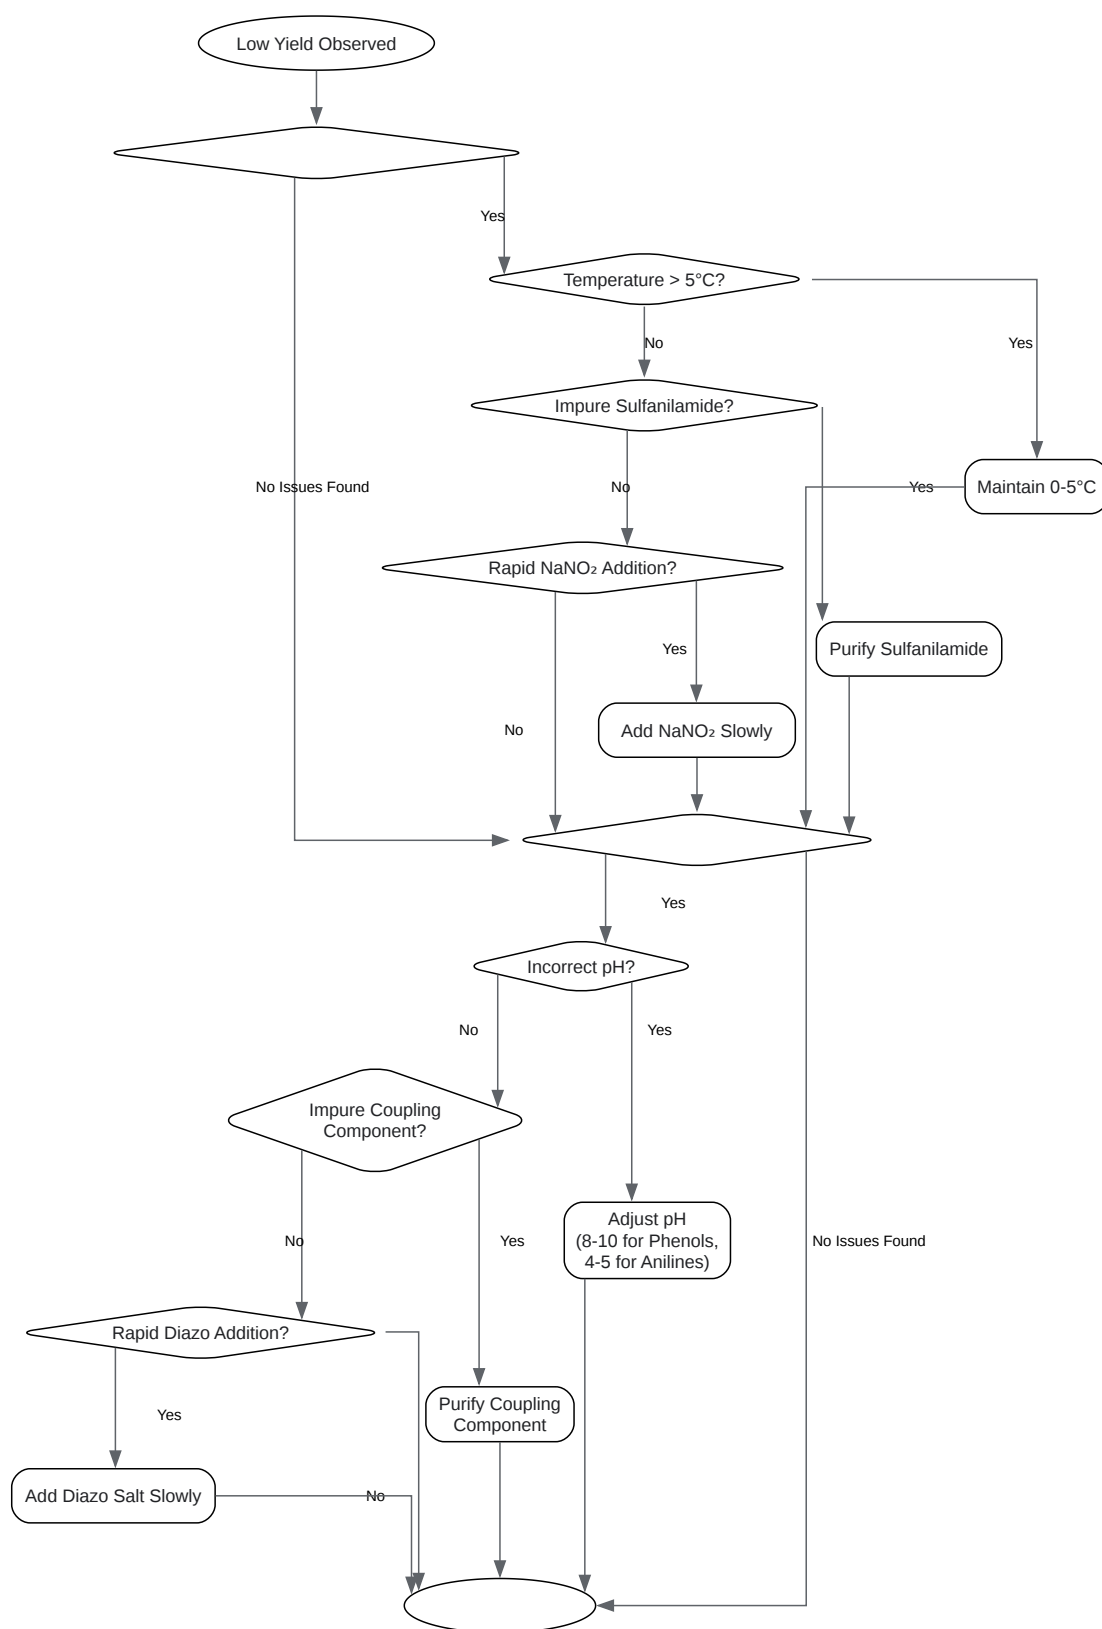 Low Yield Observed
Yes
Temperature > 5°C?
No
Yes
Impure Sulfanilamide?
No Issues Found
No
Yes
Maintain 0-5°C
Rapid NaNO₂ Addition?
Yes
Purify Sulfanilamide
No
Add NaNO₂ Slowly
Yes
Incorrect pH?
No
Yes
Impure Coupling
Component?
Adjust pH
(8-10 for Phenols,
4-5 for Anilines)
No
Yes
No Issues Found
Rapid Diazo Addition?
Purify Coupling
Component
Yes
Add Diazo Salt Slowly
No